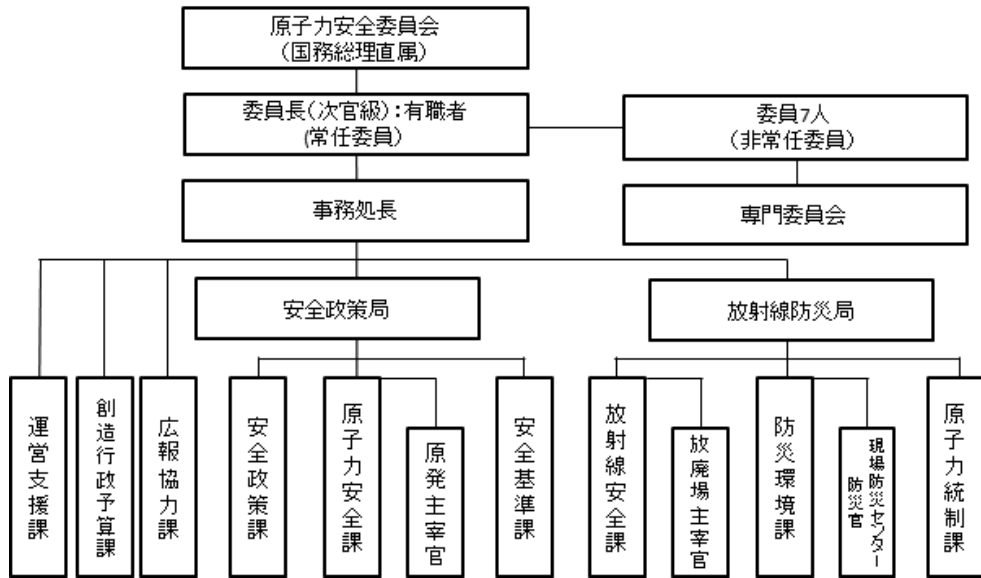 原子力安全委員会
（国務総理直属）
委員長（次官級）：有職者
(常任委員)
委員7人
（非常任委員）
事務処長
専門委員会
安全政策局
放射線防災局
運営支援課
創造行政予算課
広報協力課
安全政策課
原子力安全課
原発主宰官
安全基準課
放射線安全課
放廃場主宰官
防災環境課
現場防災センター
防災官
原子力統制課